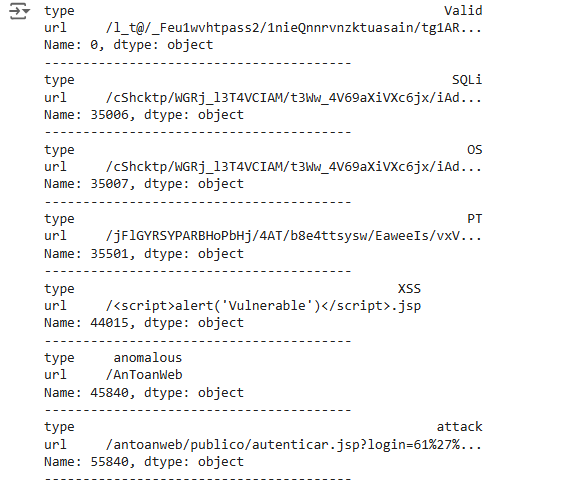 type Valid
url /l_t@/_Feu1wvhtpass2/1nieQnnrvnzktuasain/tg1AR...
Name: 0, dtype: object
---------------------------------------
type SQLi
url /cShcktp/WGRj_l3T4VCIAM/t3Ww_4V69aXiVXc6jx/iAd...
Name: 35006, dtype: object
---------------------------------------
type OS
url /cShcktp/WGRj_l3T4VCIAM/t3Ww_4V69aXiVXc6jx/iAd...
Name: 35007, dtype: object
---------------------------------------
type PT
url /jFlGYRSYPARBHoPbHj/4AT/b8e4ttsysw/EaweeIs/vxV...
Name: 35501, dtype: object
---------------------------------------
type XSS
url /<script>alert('Vulnerable')</script>.jsp
Name: 44015, dtype: object
---------------------------------------
type anomalous
url /AnToanWeb
Name: 45840, dtype: object
---------------------------------------
type attack
url /antoanweb/publico/autenticar.jsp?login=61%27%...
Name: 55840, dtype: object
---------------------------------------